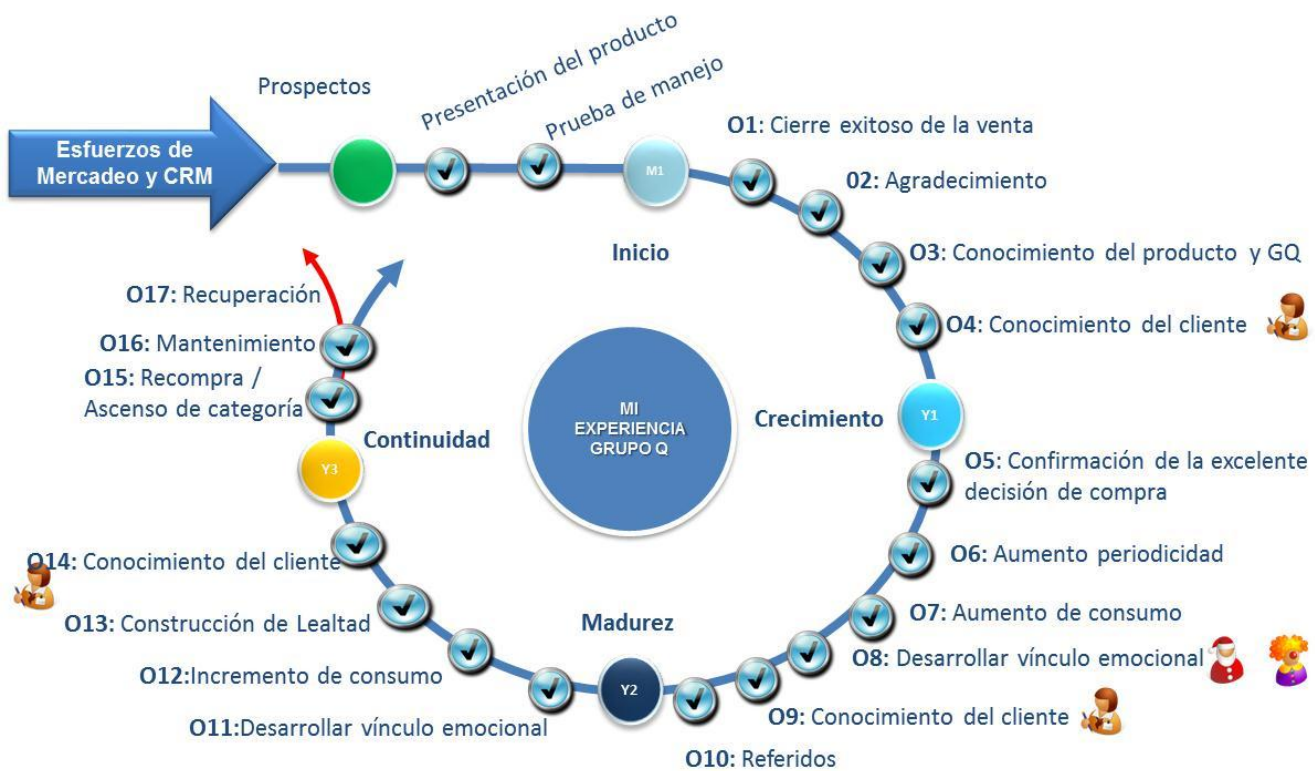 Prospectos
Presentación del producto
Prueba de manejo
Esfuerzos de
Mercadeo y CRM
M1
O1: Cierre exitoso de la venta
02: Agradecimiento
O3: Conocimiento del producto y GQ
O4: Conocimiento del cliente
Inicio
Crecimiento
Y1
O5: Confirmación de la excelente
decisión de compra
O6: Aumento periodicidad
O7: Aumento de consumo
O8: Desarrollar vínculo emocional
O9: Conocimiento del cliente
O10: Referidos
Madurez
Y2
O11:Desarrollar vínculo emocional
O12:Incremento de consumo
O13: Construcción de Lealtad
O14: Conocimiento del cliente
Y3
Continuidad
O15: Recompra /
Ascenso de categoría
O16: Mantenimiento
O17: Recuperación
MI
EXPERIENCIA
GRUPO Q